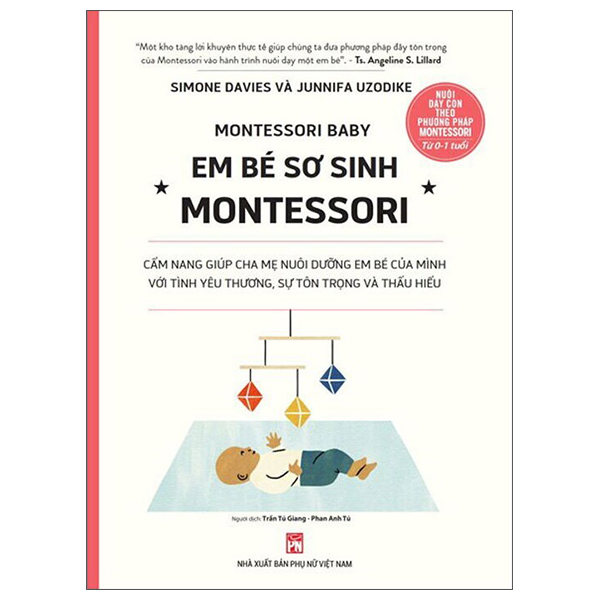 "Một kho tàng lời khuyên thực tế giúp chúng ta đưa phương pháp đầy tôn trọng
của Montessori vào hành trình nuôi dạy một em bé". - Ts. Angeline S. Lillard
SIMONE DAVIES VÀ JUNNIFA UZODIKE
NUÔI
DẠY CON
THEO
PHƯƠNG PHÁP
MONTESSORI
Từ 0-1 tuổi
MONTESSORI BABY
EM BÉ SƠ SINH
MONTESSORI
CẨM NANG GIÚP CHA MẸ NUÔI DƯỠNG EM BÉ CỦA MÌNH
VỚI TÌNH YÊU THƯƠNG, SỰ TÔN TRỌNG VÀ THẤU HIỂU
Người dịch: Trần Tú Giang - Phan Anh Tú
PN
NHÀ XUẤT BẢN PHỤ NỮ VIỆT NAM